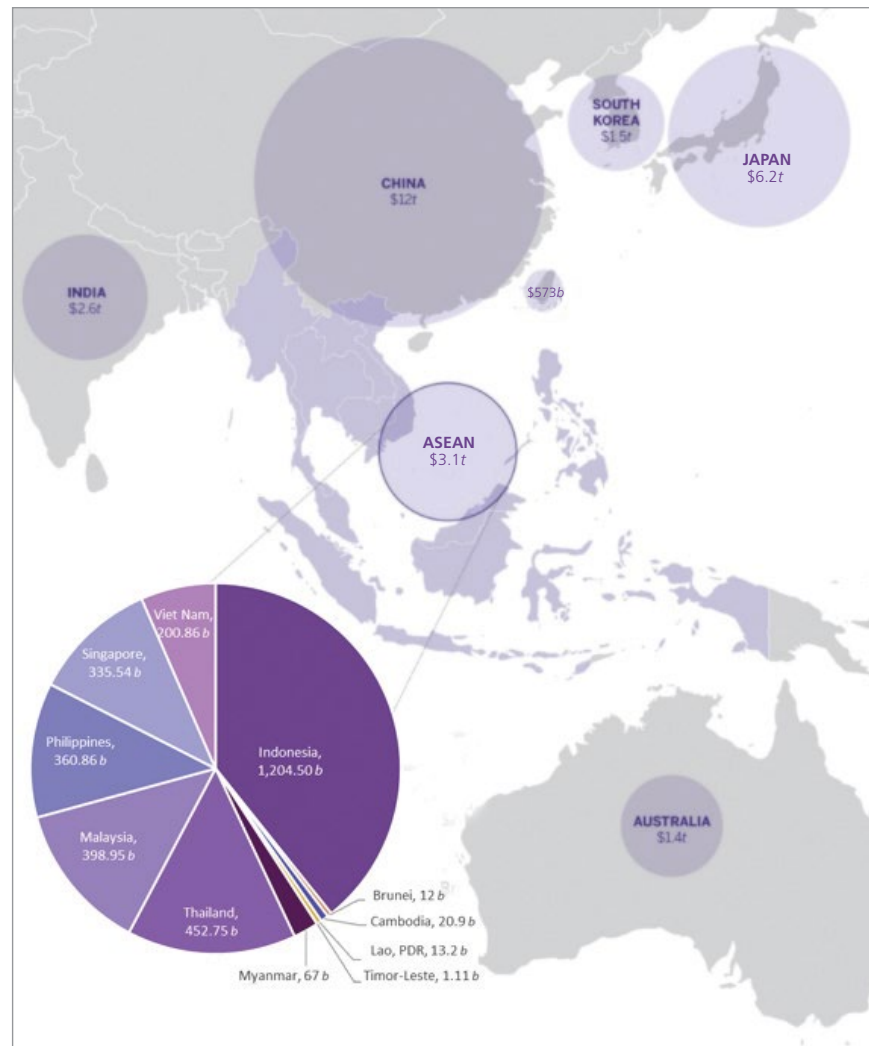 SOUTH
KOREA
$1.5t
JAPAN
$6.2t
CHINA
$12t
INDIA
$2.6t
$573b
ASEAN
$3.1t
Viet Nam,
200.86 b
Singapore,
335.54 b
Philippines,
360.86 b
Indonesia,
1,204.50 b
Malaysia,
398.95 b
Thailand,
452.75 b
AUSTRALIA
$1.4t
Brunei, 12 b
Cambodia, 20.9 b
Lao, PDR, 13.2 b
Myanmar, 67 b
Timor-Leste, 1.11 b